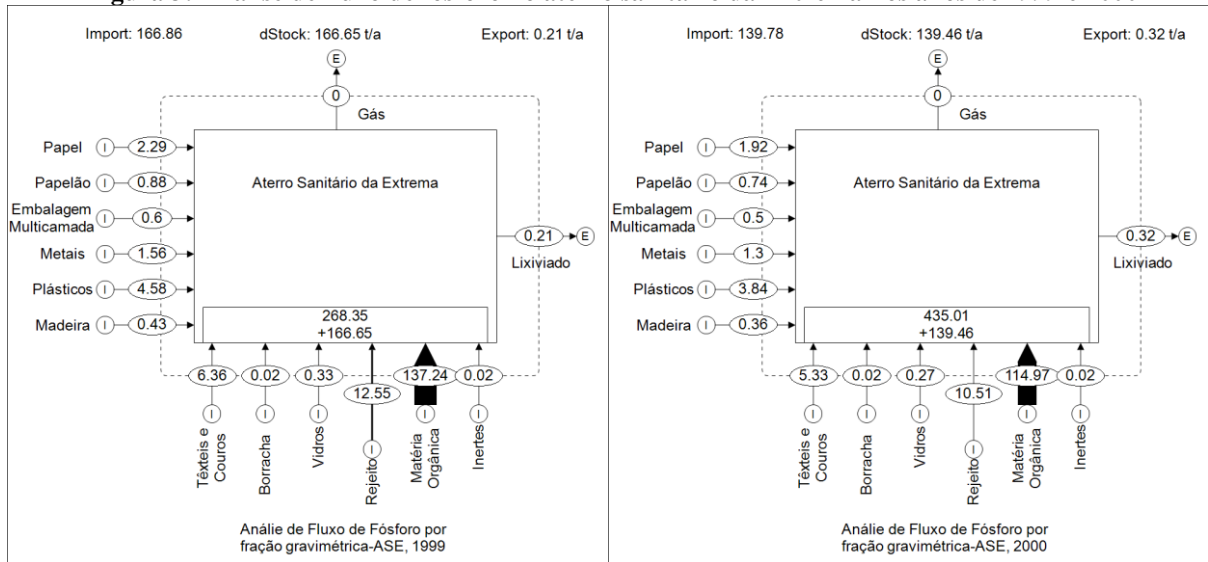 Import: 166.86 dStock: 166.65 t/a Export: 0.21 t/a
E
0
Gás
Papel I 2.29
Aterro Sanitário da Extrema
Papelão I 0.88
Embalagem
Multicamada I 0.6
0.21 E
Lixiviado
Metais I 1.56
Plásticos I 4.58
Madeira I 0.43
268.35
+166.65
6.36 0.02 0.33 12.55 137.24 0.02
I I I I I I
Têxteis e
Couros
Borracha
Vidros
Rejeito
Matéria
Orgânica
Inertes
Análie de Fluxo de Fósforo por
fração gravimétrica-ASE, 1999
Import: 139.78 dStock: 139.46 t/a Export: 0.32 t/a
E
0
Gás
Papel I 1.92
Aterro Sanitário da Extrema
Papelão I 0.74
Embalagem
Multicamada I 0.5
0.32 E
Lixiviado
Metais I 1.3
Plásticos I 3.84
Madeira I 0.36
435.01
+139.46
5.33 0.02 0.27 10.51 114.97 0.02
I I I I I I
Têxteis e
Couros
Borracha
Vidros
Rejeito
Matéria
Orgânica
Inertes
Análie de Fluxo de Fósforo por
fração gravimétrica-ASE, 2000